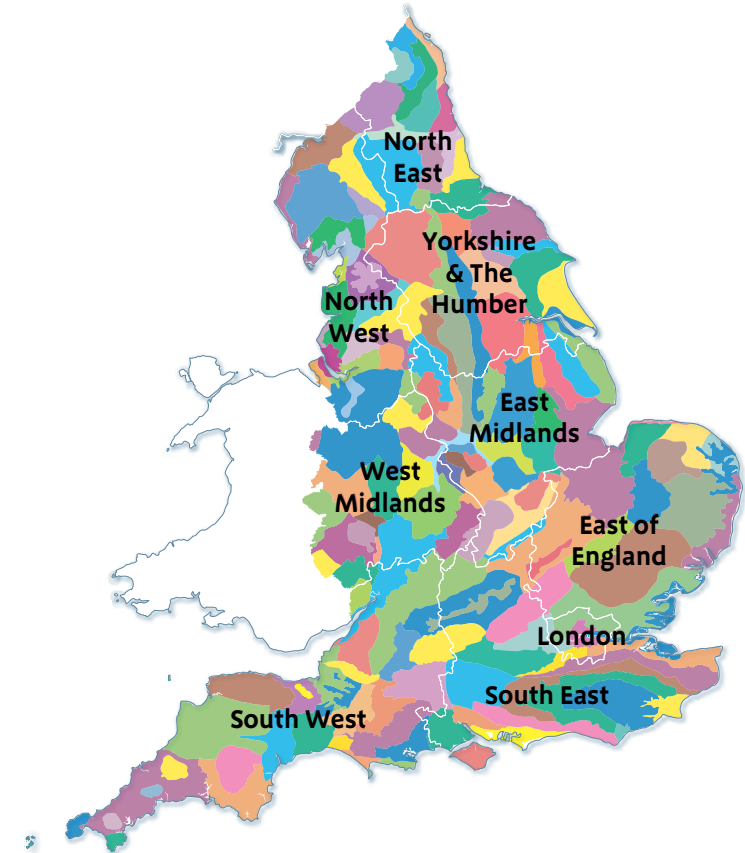 North
East
Yorkshire
& The
Humber
North
West
East
Midlands
West
Midlands
East of
England
London
South East
South West